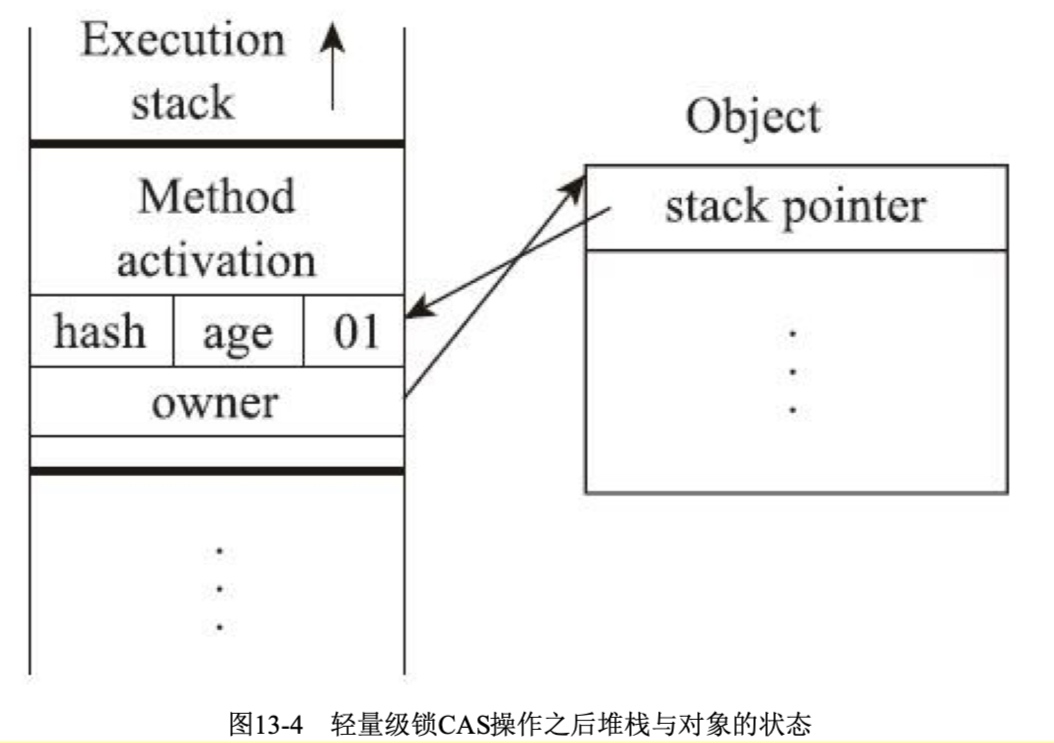 Execution
stack
Method
activation
hash age 01
owner
Object
stack pointer
图13-4 轻量级锁CAS操作之后堆栈与对象的状态